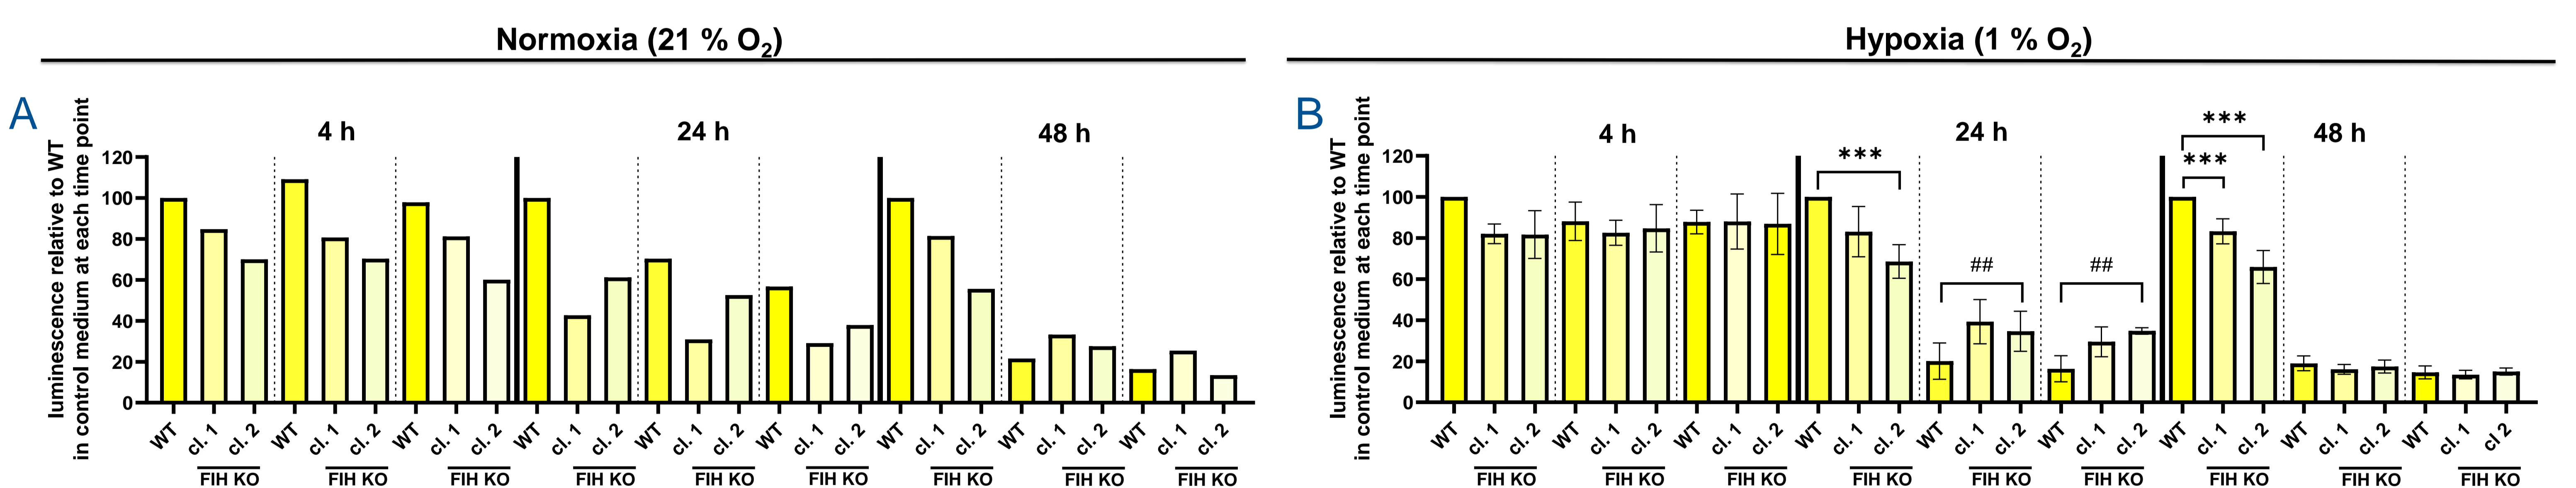 Normoxia (21 % O2)
A
luminescence relative to WT
in control medium at each time point
4 h
24 h
48 h
120
100
80
60
40
20
0
WT cl. 1 cl. 2 WT cl. 1 cl. 2 WT cl. 1 cl. 2 WT cl. 1 cl. 2 WT cl. 1 cl. 2 WT cl. 1 cl. 2 WT cl. 1 cl. 2 WT cl. 1 cl. 2 WT cl. 1 cl. 2
FIH KO FIH KO FIH KO FIH KO FIH KO FIH KO FIH KO FIH KO FIH KO
Hypoxia (1 % O2)
B
luminescence relative to WT
in control medium at each time point
4 h
24 h
48 h
***
***
***
##
##
120
100
80
60
40
20
0
WT cl. 1 cl. 2 WT cl. 1 cl. 2 WT cl. 1 cl. 2 WT cl. 1 cl. 2 WT cl. 1 cl. 2 WT cl. 1 cl. 2 WT cl. 1 cl. 2 WT cl. 1 cl. 2 WT cl. 1 cl 2
FIH KO FIH KO FIH KO FIH KO FIH KO FIH KO FIH KO FIH KO FIH KO